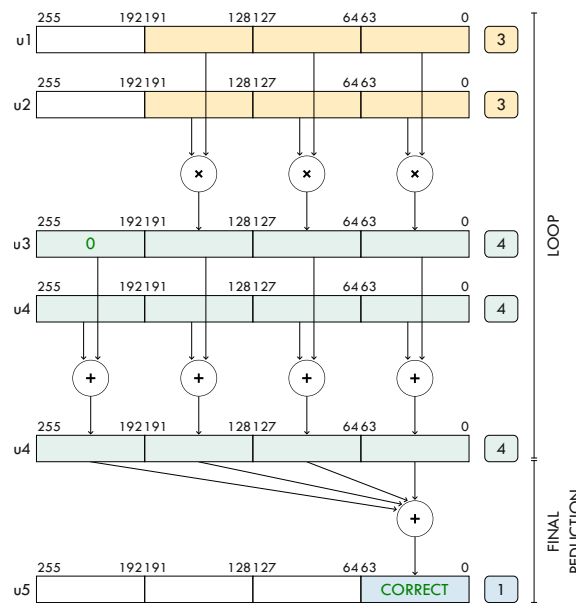 255 192 191 128 127 64 63 0
u1 3
255 192 191 128 127 64 63 0
u2 3
× × ×
255 192 191 128 127 64 63 0
u3 0 4
LOOP
255 192 191 128 127 64 63 0
u4 4
+ + + +
255 192 191 128 127 64 63 0
u4 4
+
FINAL
REDUCTION
255 192 191 128 127 64 63 0
u5 CORRECT 1